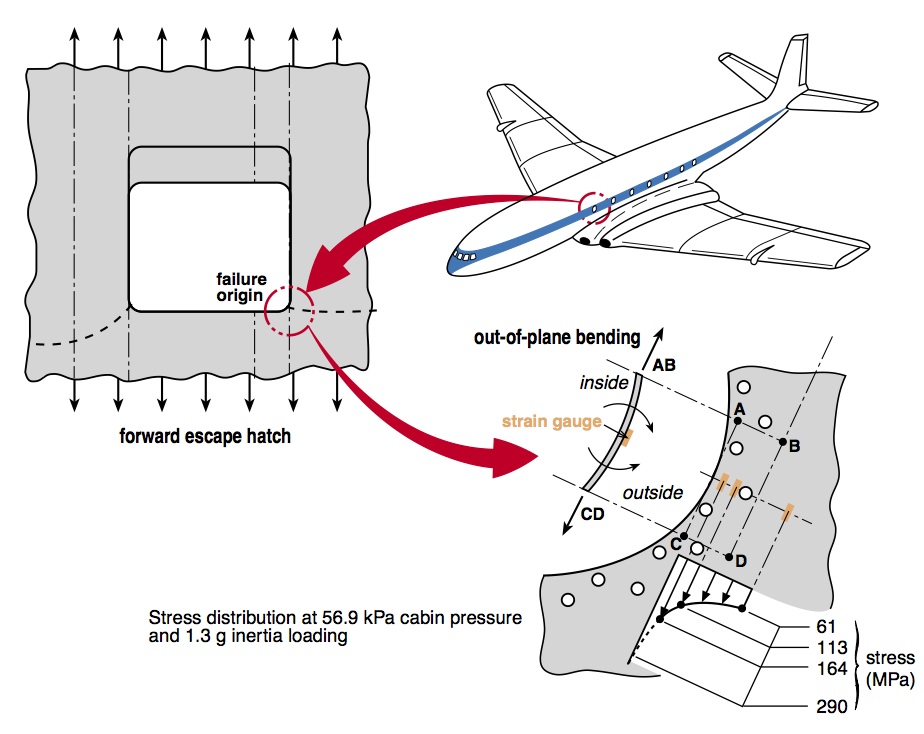 failure
origin
forward escape hatch
out-of-plane bending
AB
inside
strain gauge
outside
CD
A
B
C
D
Stress distribution at 56.9 kPa cabin pressure
and 1.3 g inertia loading
61
113
164
290
stress
(MPa)